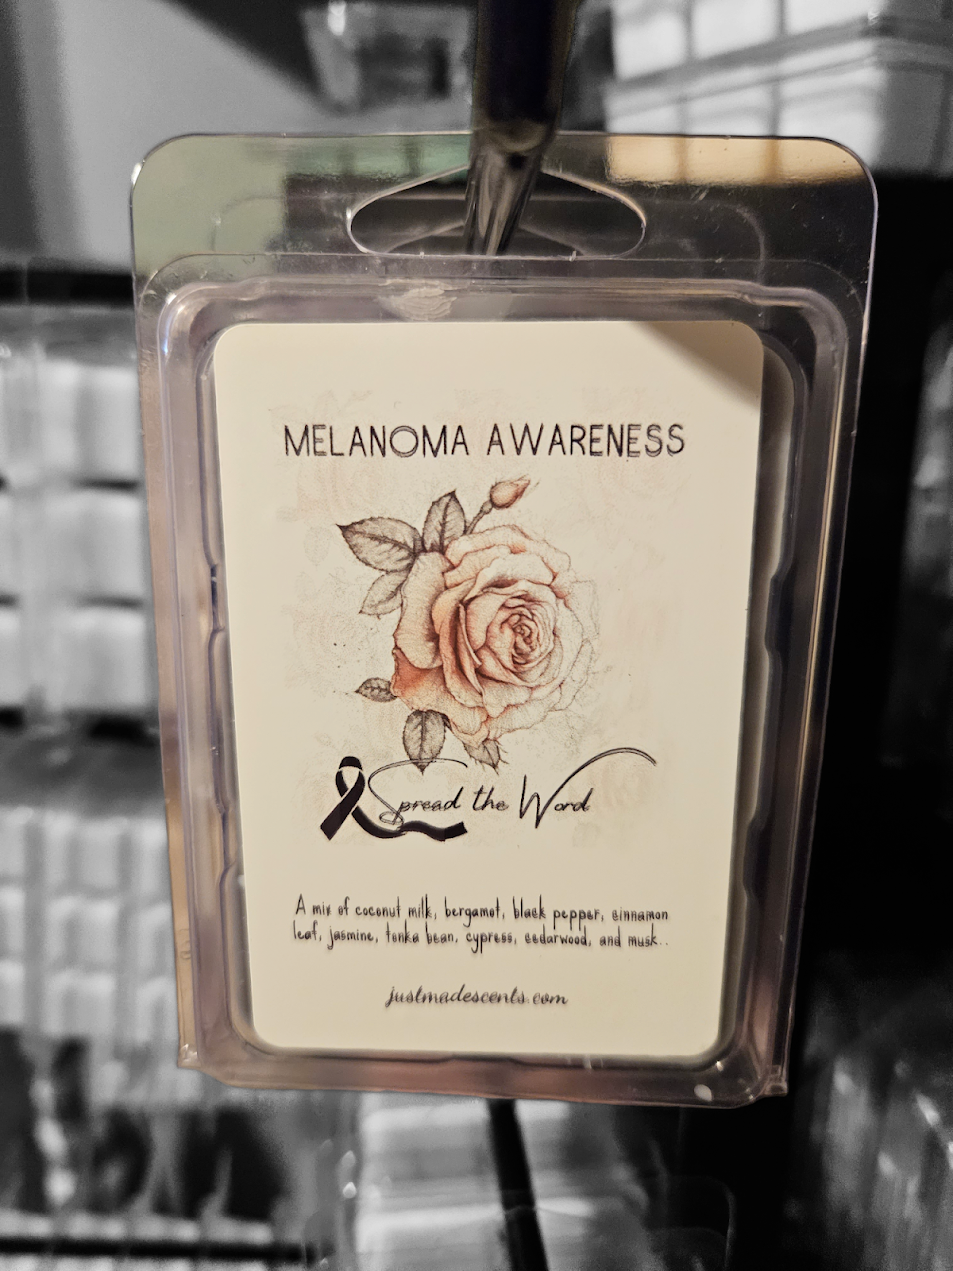 MELANOMA AWARENESS
Spread the Word
A mix of coconut milk, bergamot, black pepper, cinnamon
leaf, jasmine, tonka bean, cypress, cedarwood, and musk..
justmadescents.com